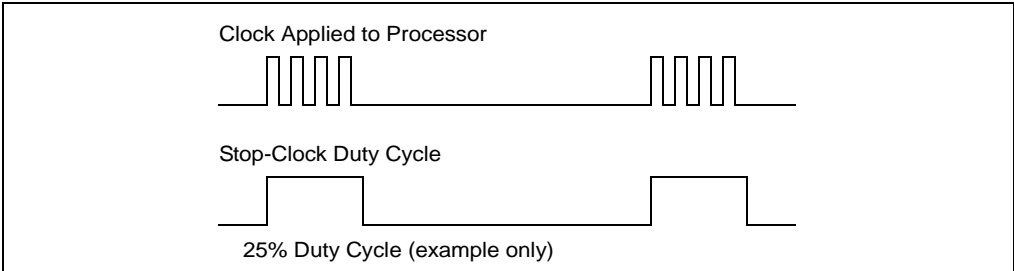 Clock Applied to Processor
Stop-Clock Duty Cycle
25% Duty Cycle (example only)